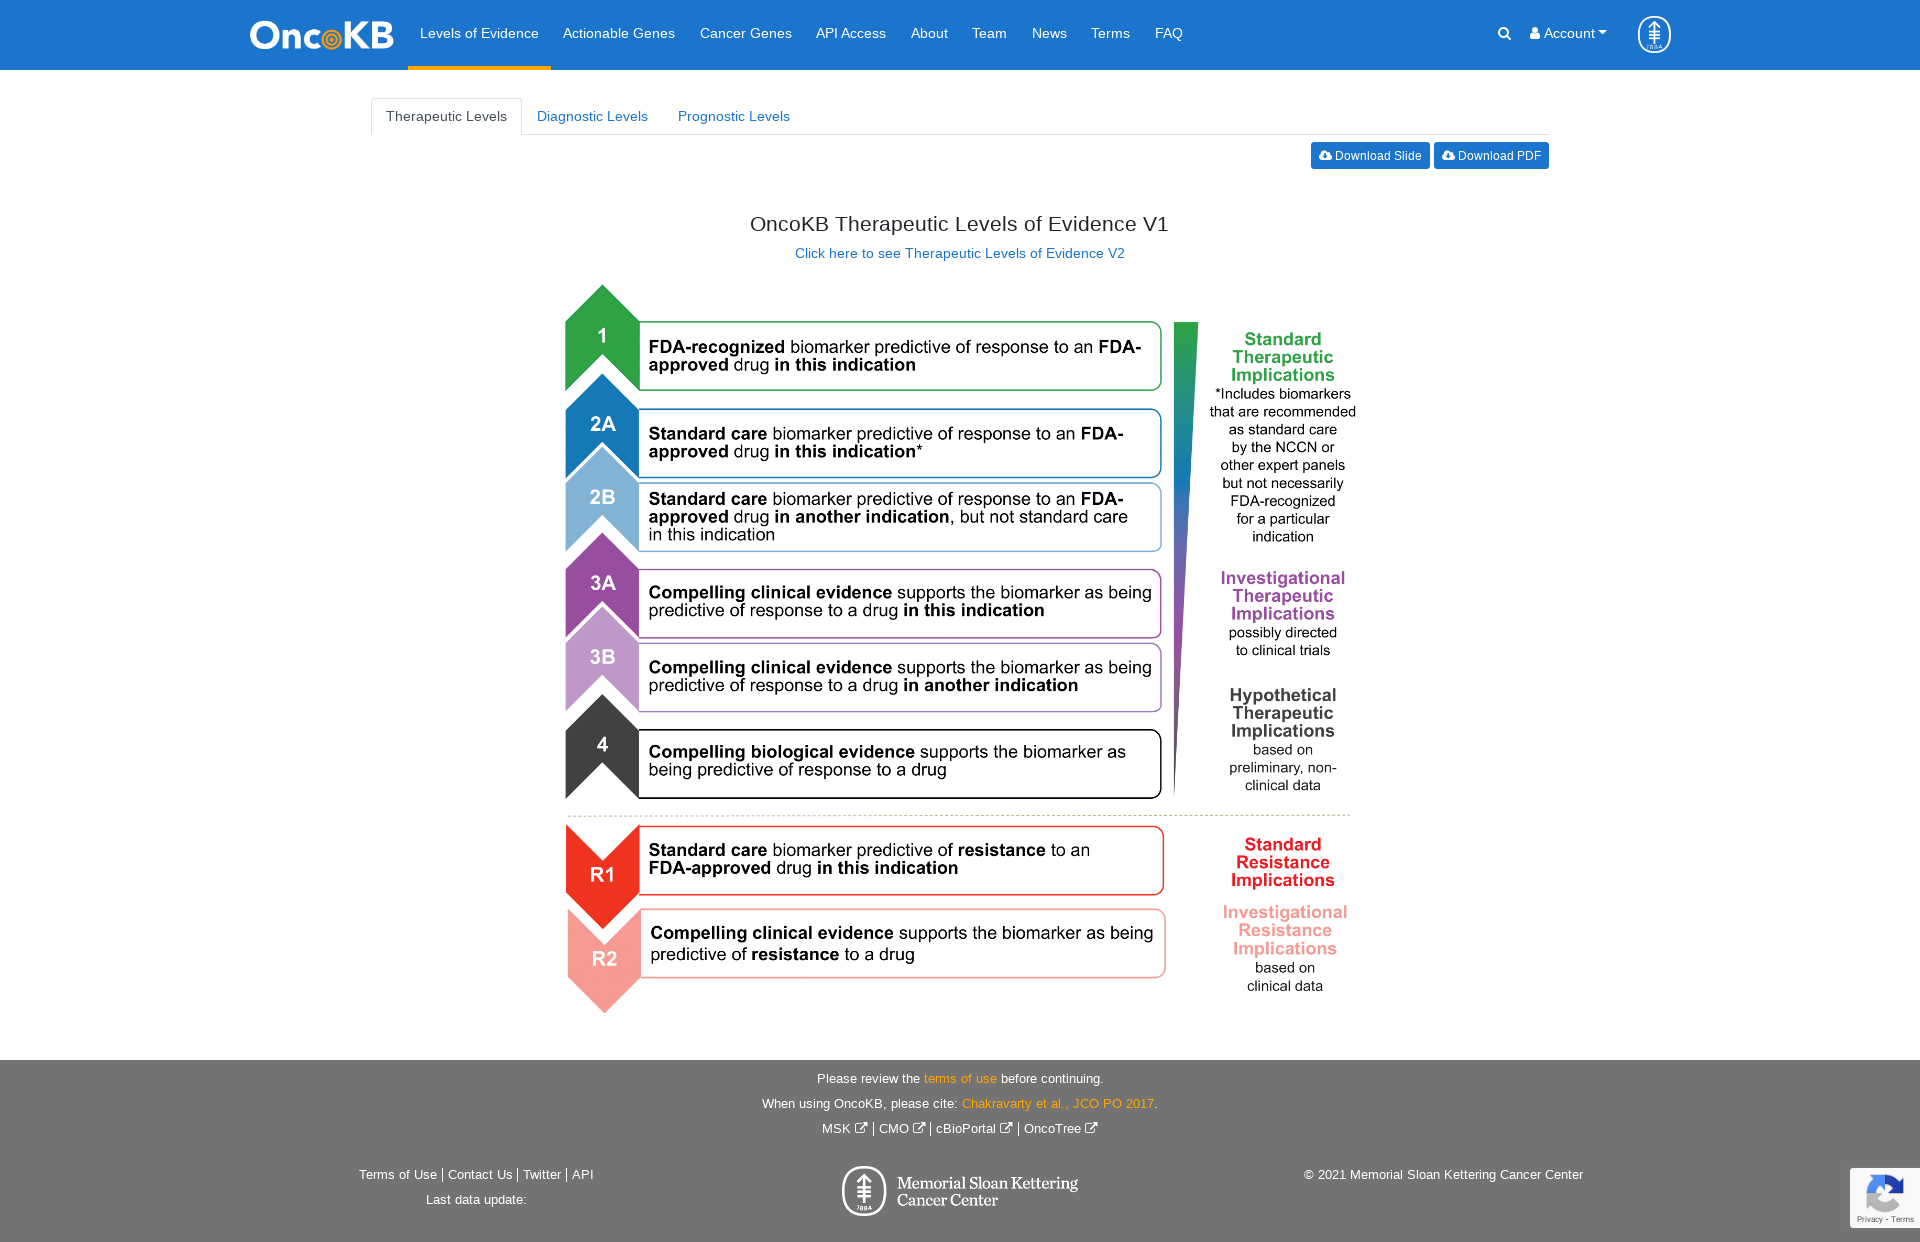 OncoKB Levels of Evidence Actionable Genes Cancer Genes API Access About Team News Terms FAQ Account
Therapeutic Levels Diagnostic Levels Prognostic Levels
Download Slide Download PDF
OncoKB Therapeutic Levels of Evidence V1
Click here to see Therapeutic Levels of Evidence V2
1
FDA-recognized biomarker predictive of response to an FDA-
approved drug in this indication
2A
Standard care biomarker predictive of response to an FDA-
approved drug in this indication*
2B
Standard care biomarker predictive of response to an FDA-
approved drug in another indication, but not standard care
in this indication
3A
Compelling clinical evidence supports the biomarker as being
predictive of response to a drug in this indication
3B
Compelling clinical evidence supports the biomarker as being
predictive of response to a drug in another indication
4
Compelling biological evidence supports the biomarker as
being predictive of response to a drug
Standard
Therapeutic
Implications
*Includes biomarkers
that are recommended
as standard care
by the NCCN or
other expert panels
but not necessarily
FDA-recognized
for a particular
indication
Investigational
Therapeutic
Implications
possibly directed
to clinical trials
Hypothetical
Therapeutic
Implications
based on
preliminary, non-
clinical data
R1
Standard care biomarker predictive of resistance to an
FDA-approved drug in this indication
Standard
Resistance
Implications
R2
Compelling clinical evidence supports the biomarker as being
predictive of resistance to a drug
Investigational
Resistance
Implications
based on
clinical data
Please review the terms of use before continuing.
When using OncoKB, please cite: Chakravarty et al., JCO PO 2017.
MSK | CMO | cBioPortal | OncoTree
Terms of Use | Contact Us | Twitter | API
Last data update:
1884
Memorial Sloan Kettering
Cancer Center
© 2021 Memorial Sloan Kettering Cancer Center
Privacy - Terms